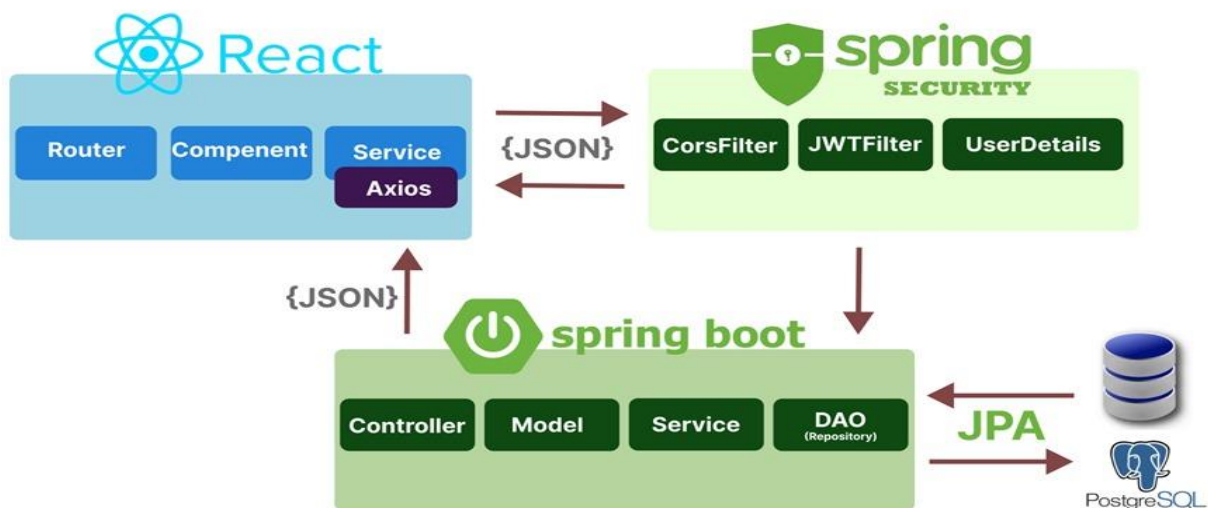 React
spring
SECURITY
Router
Compenent
Service
Axios
{JSON}
CorsFilter
JWTFilter
UserDetails
{JSON}
spring boot
Controller
Model
Service
DAO
(Repository)
JPA
PostgreSQL